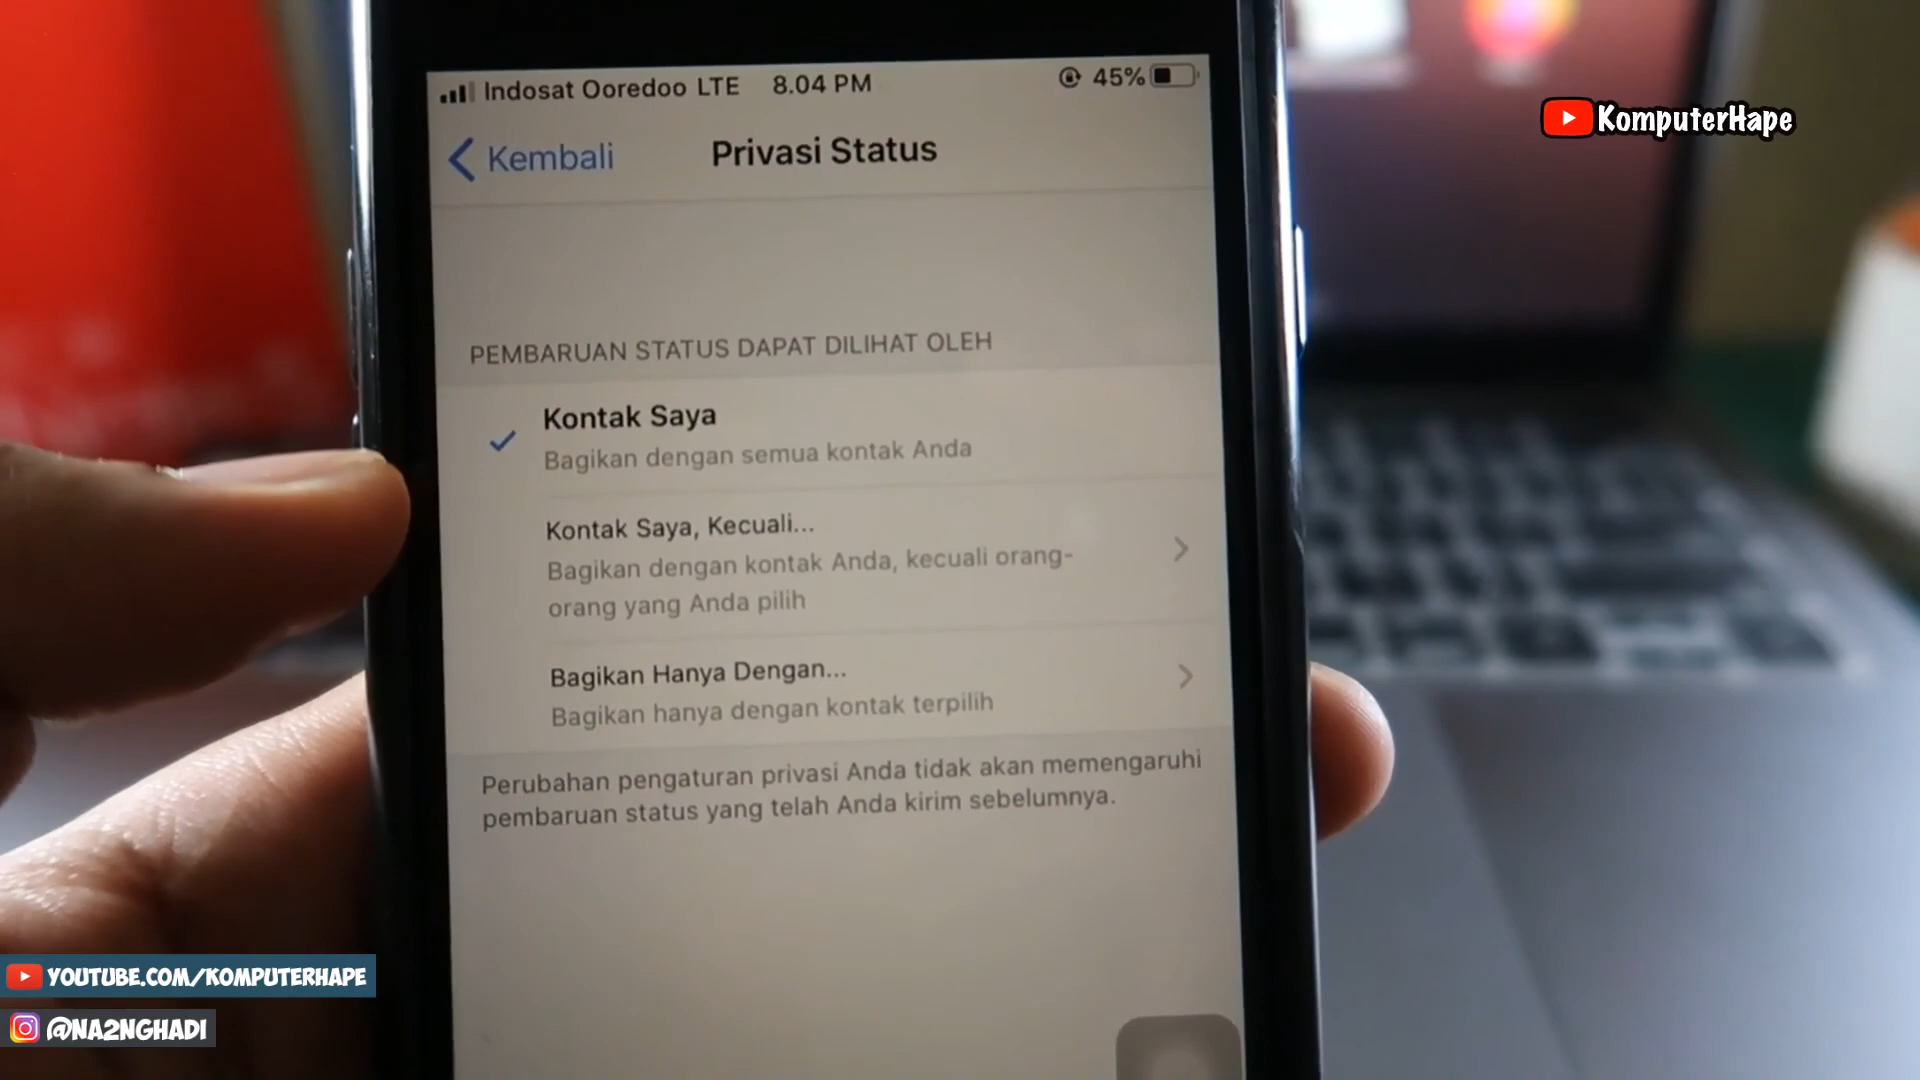 Indosat Ooredoo LTE 8.04 PM 45%
KomputerHape
Kembali Privasi Status
PEMBARUAN STATUS DAPAT DILIHAT OLEH
Kontak Saya
Bagikan dengan semua kontak Anda
Kontak Saya, Kecuali...
Bagikan dengan kontak Anda, kecuali orang-
orang yang Anda pilih
Bagikan Hanya Dengan...
Bagikan hanya dengan kontak terpilih
Perubahan pengaturan privasi Anda tidak akan memengaruhi
pembaruan status yang telah Anda kirim sebelumnya.
YOUTUBE.COM/KOMPUTERHAPE
@NA2NGHADI